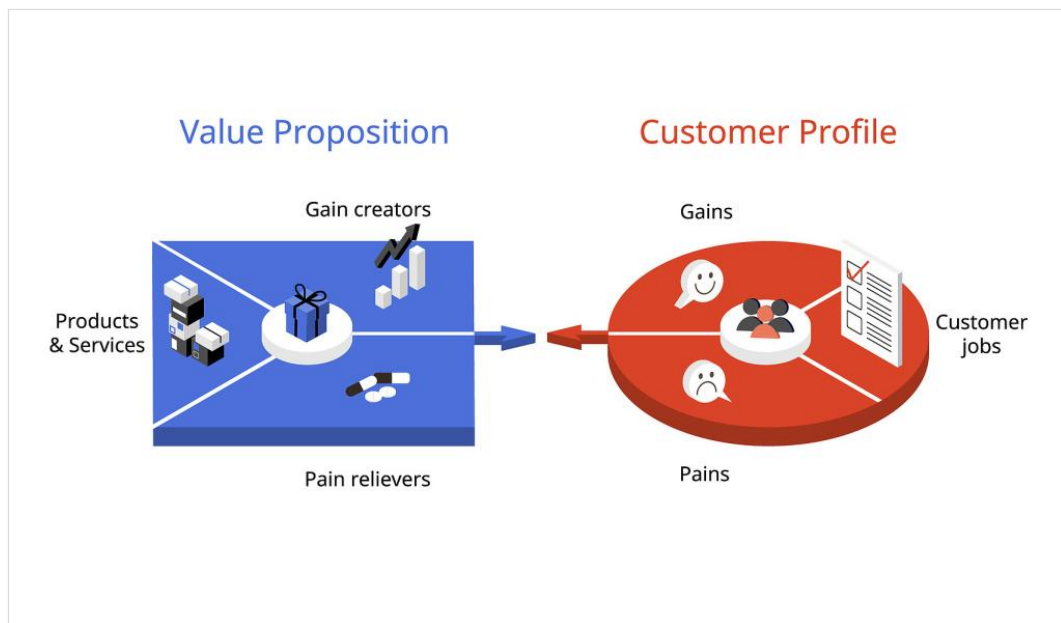 Value Proposition
Customer Profile
Gain creators
Gains
Products
& Services
Customer
jobs
Pain relievers
Pains